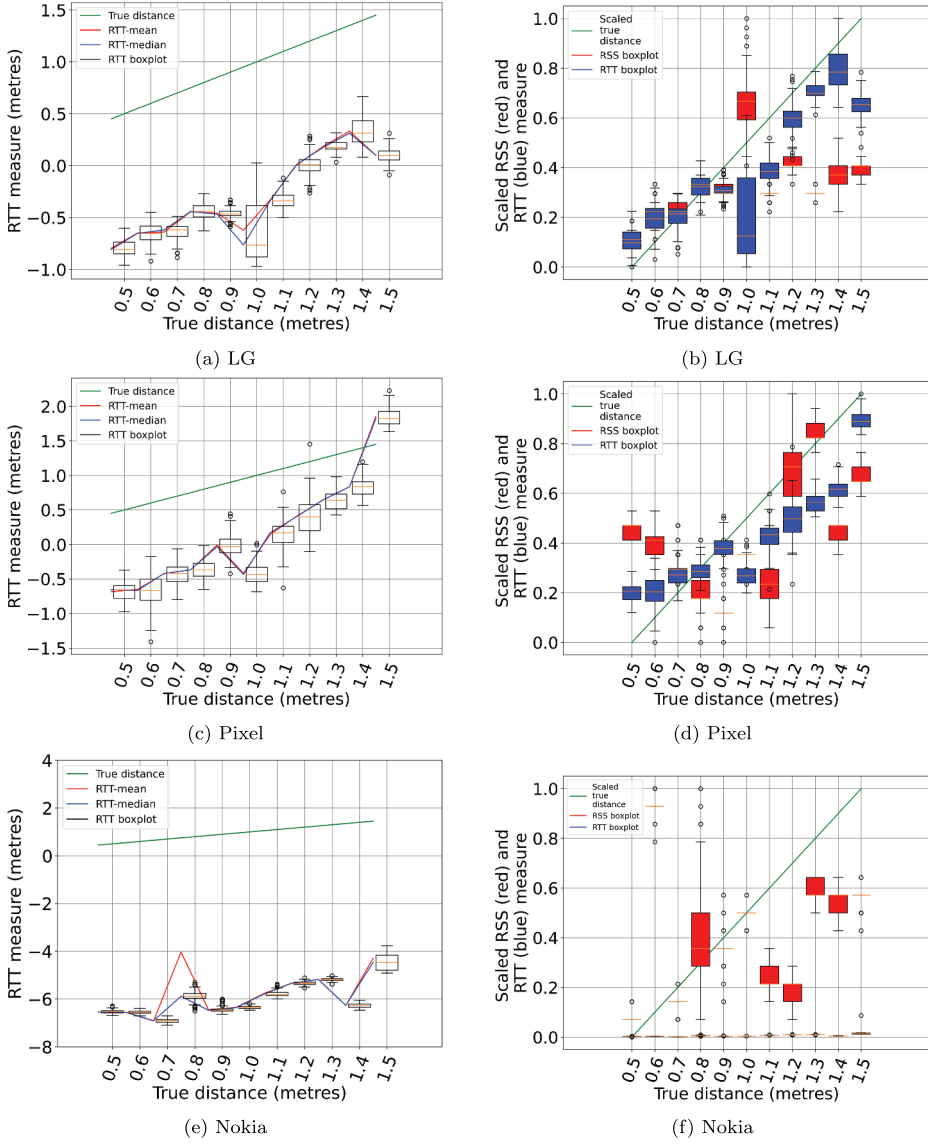 1.5
1.0
0.5
0.0
−0.5
−1.0
RTT measure (metres)
True distance
RTT-mean
RTT-median
RTT boxplot
0.5 0.6 0.7 0.8 0.9 1.0 1.1 1.2 1.3 1.4 1.5
True distance (metres)
(a) LG
1.0
0.8
0.6
0.4
0.2
0.0
Scaled RSS (red) and
RTT (blue) measure
Scaled
true
distance
RSS boxplot
RTT boxplot
0.5 0.6 0.7 0.8 0.9 1.0 1.1 1.2 1.3 1.4 1.5
True distance (metres)
(b) LG
2.0
1.5
1.0
0.5
0.0
−0.5
−1.0
−1.5
RTT measure (metres)
True distance
RTT-mean
RTT-median
RTT boxplot
0.5 0.6 0.7 0.8 0.9 1.0 1.1 1.2 1.3 1.4 1.5
True distance (metres)
(c) Pixel
1.0
0.8
0.6
0.4
0.2
0.0
Scaled RSS (red) and
RTT (blue) measure
Scaled
true
distance
RSS boxplot
RTT boxplot
0.5 0.6 0.7 0.8 0.9 1.0 1.1 1.2 1.3 1.4 1.5
True distance (metres)
(d) Pixel
4
2
0
−2
−4
−6
−8
RTT measure (metres)
True distance
RTT-mean
RTT-median
RTT boxplot
0.5 0.6 0.7 0.8 0.9 1.0 1.1 1.2 1.3 1.4 1.5
True distance (metres)
(e) Nokia
1.0
0.8
0.6
0.4
0.2
0.0
Scaled RSS (red) and
RTT (blue) measure
Scaled
true
distance
RSS boxplot
RTT boxplot
0.5 0.6 0.7 0.8 0.9 1.0 1.1 1.2 1.3 1.4 1.5
True distance (metres)
(f) Nokia